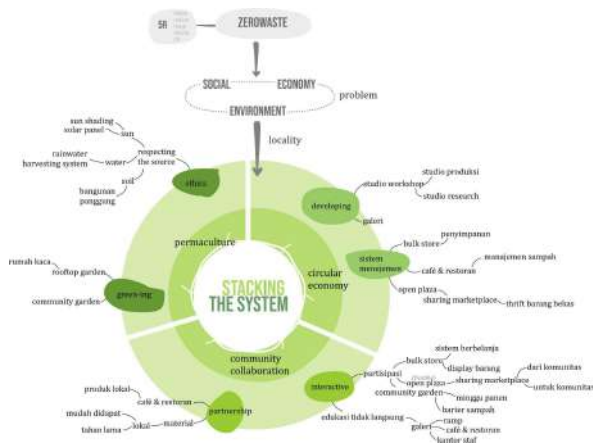 5R
ZEROWASTE
SOCIAL
ECONOMY
ENVIRONMENT
problem
locality
sun shading
solar panel
sun
rainwater
harvesting system
water
respecting
the source
soil
bangunan
panggung
ethics
permaculture
rumah kaca
rooftop garden
community garden
green-ing
STACKING
THE SYSTEM
circular
economy
developing
studio workshop
studio produksi
studio research
galeri
sistem
manajemen
bulk store
penyimpanan
café & restoran
manajemen sampah
open plaza
sharing marketplace
thrift barang bekas
community
collaboration
produk lokal
café & restoran
mudah didapat
tahan lama
lokal
material
partnership
interactive
partisipasi
bulk store
sistem berbelanja
display barang
open plaza
sharing marketplace
dari komunitas
untuk komunitas
community garden
minggu panen
barier sampah
edukasi tidak langsung
galeri
ramp
café & restoran
kantor staf